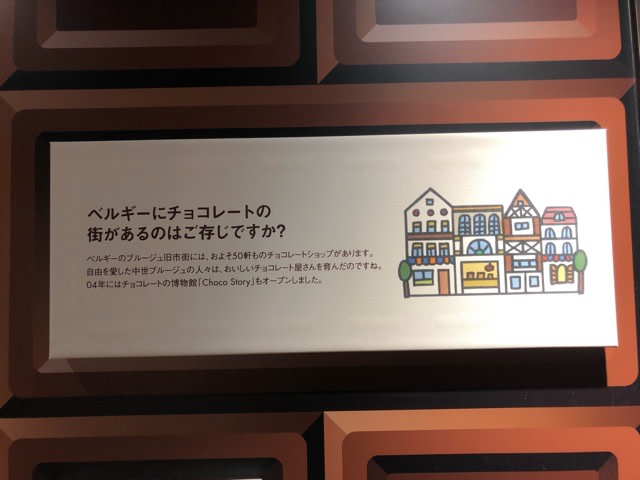 ベルギーにチョコレートの
街があるのはご存じですか?
ベルギーのブルージュ旧市街には、およそ50軒ものチョコレートショップがあります。
自由を愛した中世ブルージュの人々は、おいしいチョコレート屋さんを育んだのですね。
04年にはチョコレートの博物館「Choco Story」もオープンしました。